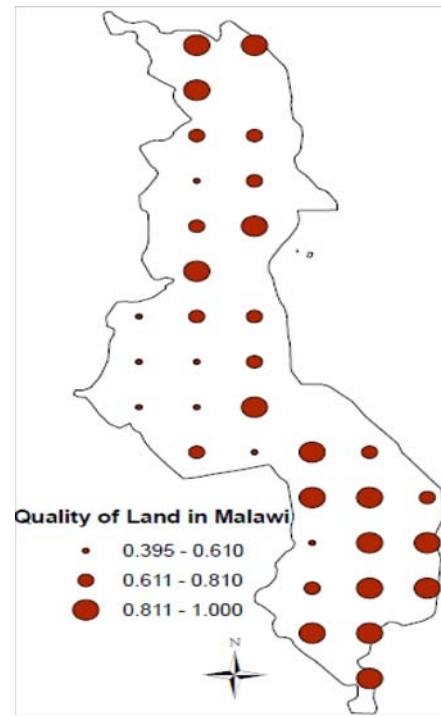 Quality of Land in Malawi
0.395 - 0.610
0.611 - 0.810
0.811 - 1.000
N